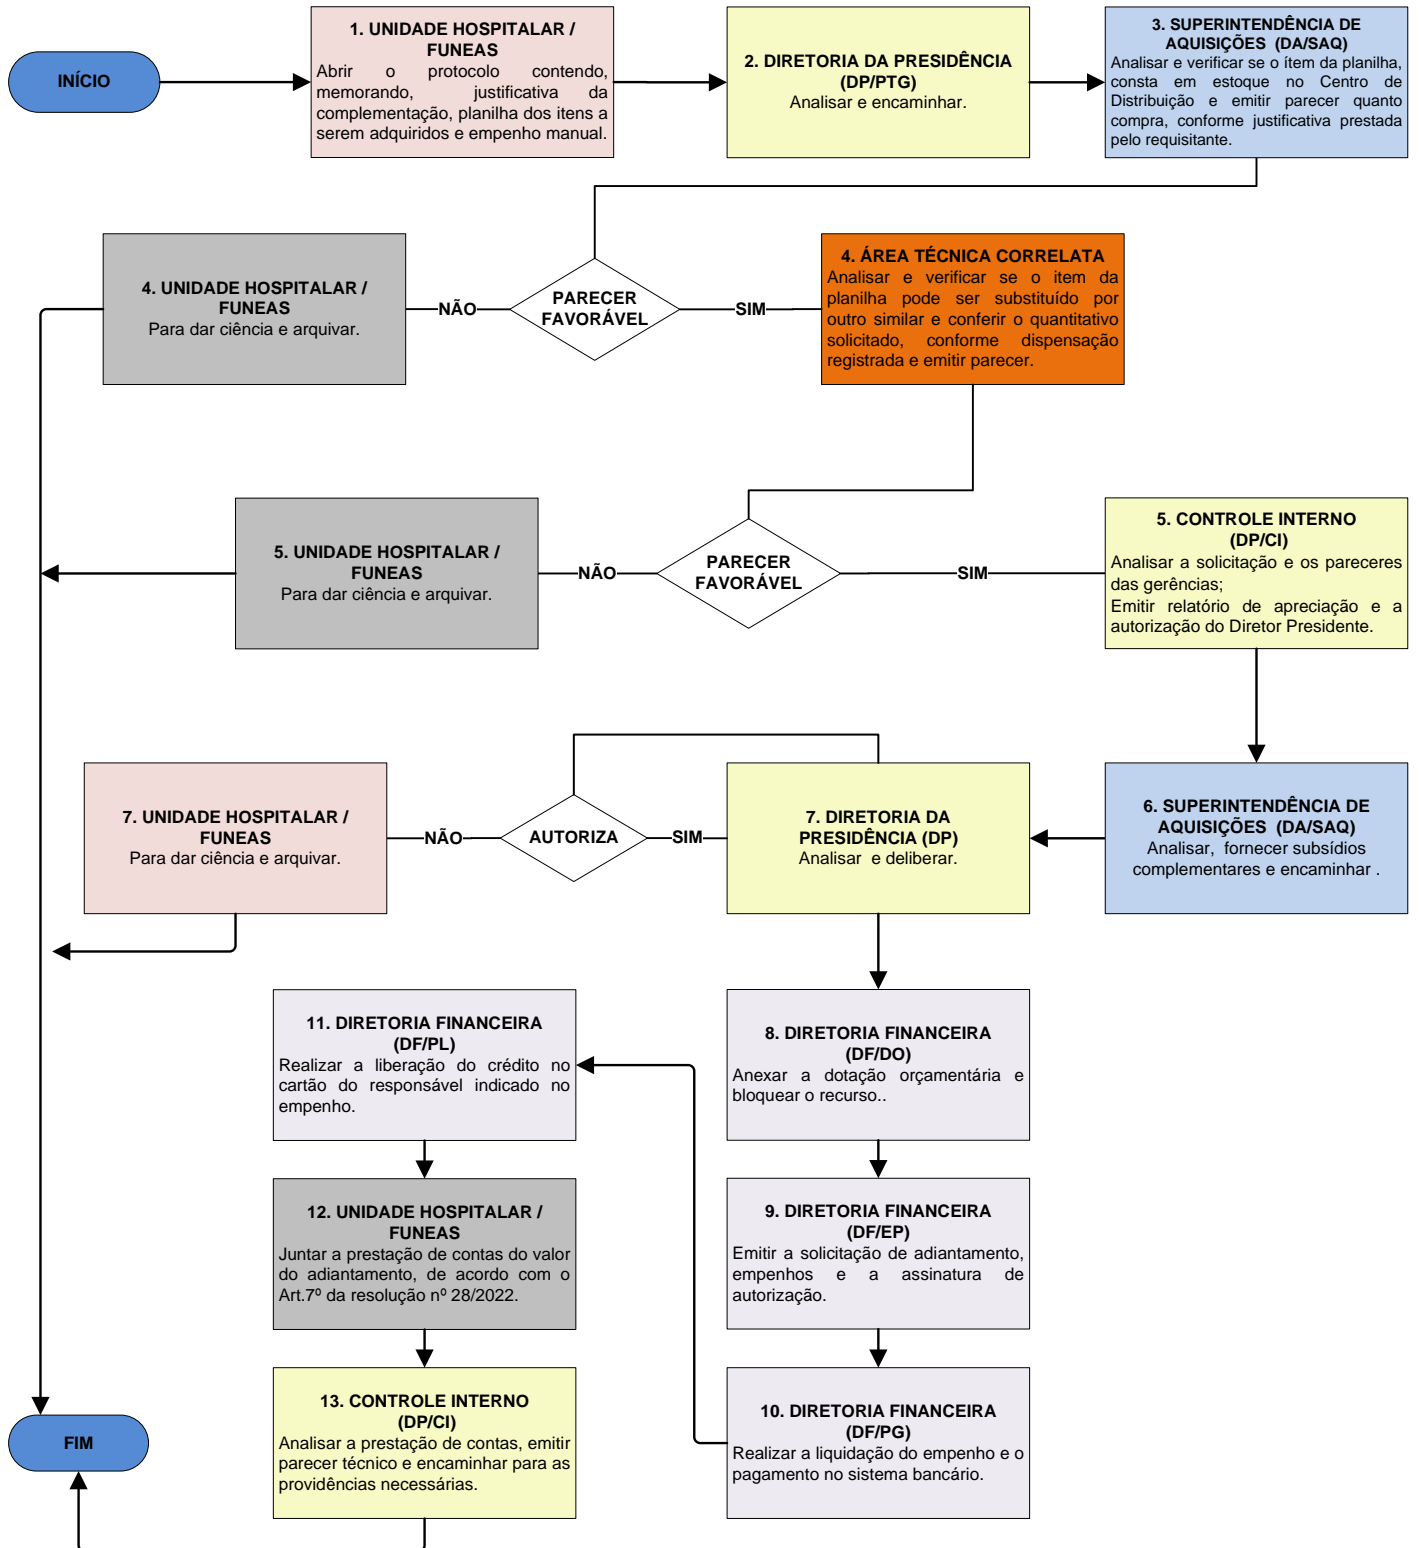 INÍCIO
1. UNIDADE HOSPITALAR /
FUNEAS
Abrir o protocolo contendo,
memorando, justificativa da
complementação, planilha dos itens a
serem adquiridos e empenho manual.
2. DIRETORIA DA PRESIDÊNCIA
(DP/PTG)
Analisar e encaminhar.
3. SUPERINTENDÊNCIA DE
AQUISIÇÕES (DA/SAQ)
Analisar e verificar se o ítem da planilha,
consta em estoque no Centro de
Distribuição e emitir parecer quanto
compra, conforme justificativa prestada
pelo requisitante.
4. UNIDADE HOSPITALAR /
FUNEAS
Para dar ciência e arquivar.
NÃO
PARECER
FAVORÁVEL
SIM
4. ÁREA TÉCNICA CORRELATA
Analisar e verificar se o item da
planilha pode ser substituído por
outro similar e conferir o quantitativo
solicitado, conforme dispensação
registrada e emitir parecer.
5. UNIDADE HOSPITALAR /
FUNEAS
Para dar ciência e arquivar.
NÃO
PARECER
FAVORÁVEL
SIM
5. CONTROLE INTERNO
(DP/CI)
Analisar a solicitação e os pareceres
das gerências;
Emitir relatório de apreciação e a
autorização do Diretor Presidente.
7. UNIDADE HOSPITALAR /
FUNEAS
Para dar ciência e arquivar.
NÃO
AUTORIZA
SIM
7. DIRETORIA DA
PRESIDÊNCIA (DP)
Analisar e deliberar.
6. SUPERINTENDÊNCIA DE
AQUISIÇÕES (DA/SAQ)
Analisar, fornecer subsídios
complementares e encaminhar .
11. DIRETORIA FINANCEIRA
(DF/PL)
Realizar a liberação do crédito no
cartão do responsável indicado no
empenho.
8. DIRETORIA FINANCEIRA
(DF/DO)
Anexar a dotação orçamentária e
bloquear o recurso..
12. UNIDADE HOSPITALAR /
FUNEAS
Juntar a prestação de contas do valor
do adiantamento, de acordo com o
Art.7º da resolução nº 28/2022.
9. DIRETORIA FINANCEIRA
(DF/EP)
Emitir a solicitação de adiantamento,
empenhos e a assinatura de
autorização.
FIM
13. CONTROLE INTERNO
(DP/CI)
Analisar a prestação de contas, emitir
parecer técnico e encaminhar para as
providências necessárias.
10. DIRETORIA FINANCEIRA
(DF/PG)
Realizar a liquidação do empenho e o
pagamento no sistema bancário.